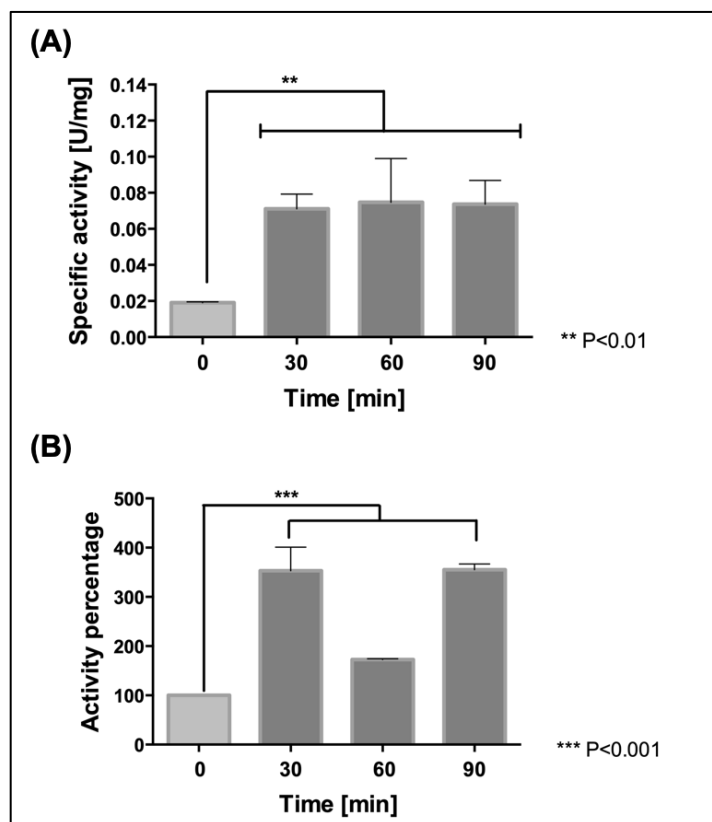 (A)
Specific activity [U/mg]
0.14
0.12
0.10
0.08
0.06
0.04
0.02
0.00
**
0 30 60 90
Time [min]
** P<0.01
(B)
Activity percentage
500
400
300
200
100
0
***
0 30 60 90
Time [min]
*** P<0.001